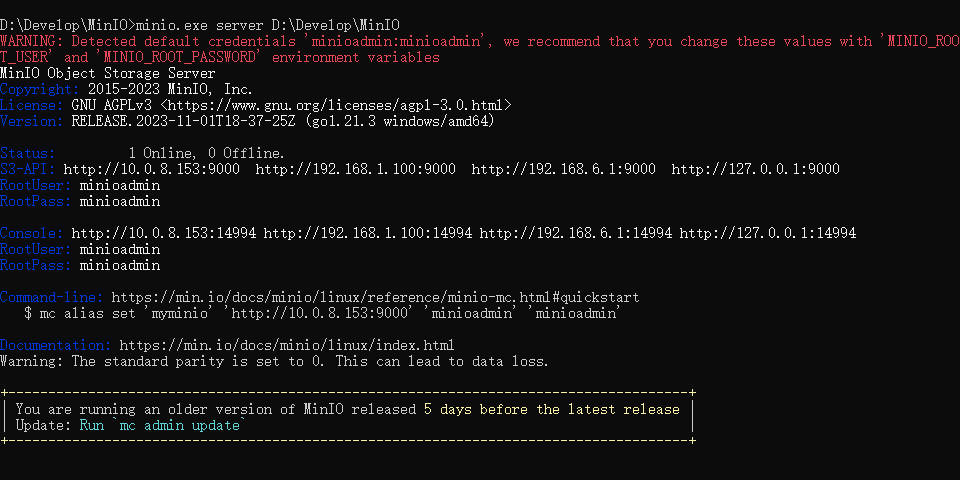 D:\Develop\MinIO>minio.exe server D:\Develop\MinIO
WARNING: Detected default credentials 'minioadmin:minioadmin', we recommend that you change these values with 'MINIO_ROO
T_USER' and 'MINIO_ROOT_PASSWORD' environment variables
MinIO Object Storage Server
Copyright: 2015-2023 MinIO, Inc.
License: GNU AGPLv3 <https://www.gnu.org/licenses/agpl-3.0.html>
Version: RELEASE.2023-11-01T18-37-25Z (go1.21.3 windows/amd64)
Status:         1 Online, 0 Offline.
S3-API: http://10.0.8.153:9000  http://192.168.1.100:9000  http://192.168.6.1:9000  http://127.0.0.1:9000
RootUser: minioadmin
RootPass: minioadmin
Console: http://10.0.8.153:14994 http://192.168.1.100:14994 http://192.168.6.1:14994 http://127.0.0.1:14994
RootUser: minioadmin
RootPass: minioadmin
Command-line: https://min.io/docs/minio/linux/reference/minio-mc.html#quickstart
   $ mc alias set 'myminio' 'http://10.0.8.153:9000' 'minioadmin' 'minioadmin'
Documentation: https://min.io/docs/minio/linux/index.html
Warning: The standard parity is set to 0. This can lead to data loss.
You are running an older version of MinIO released 5 days before the latest release
Update: Run `mc admin update`